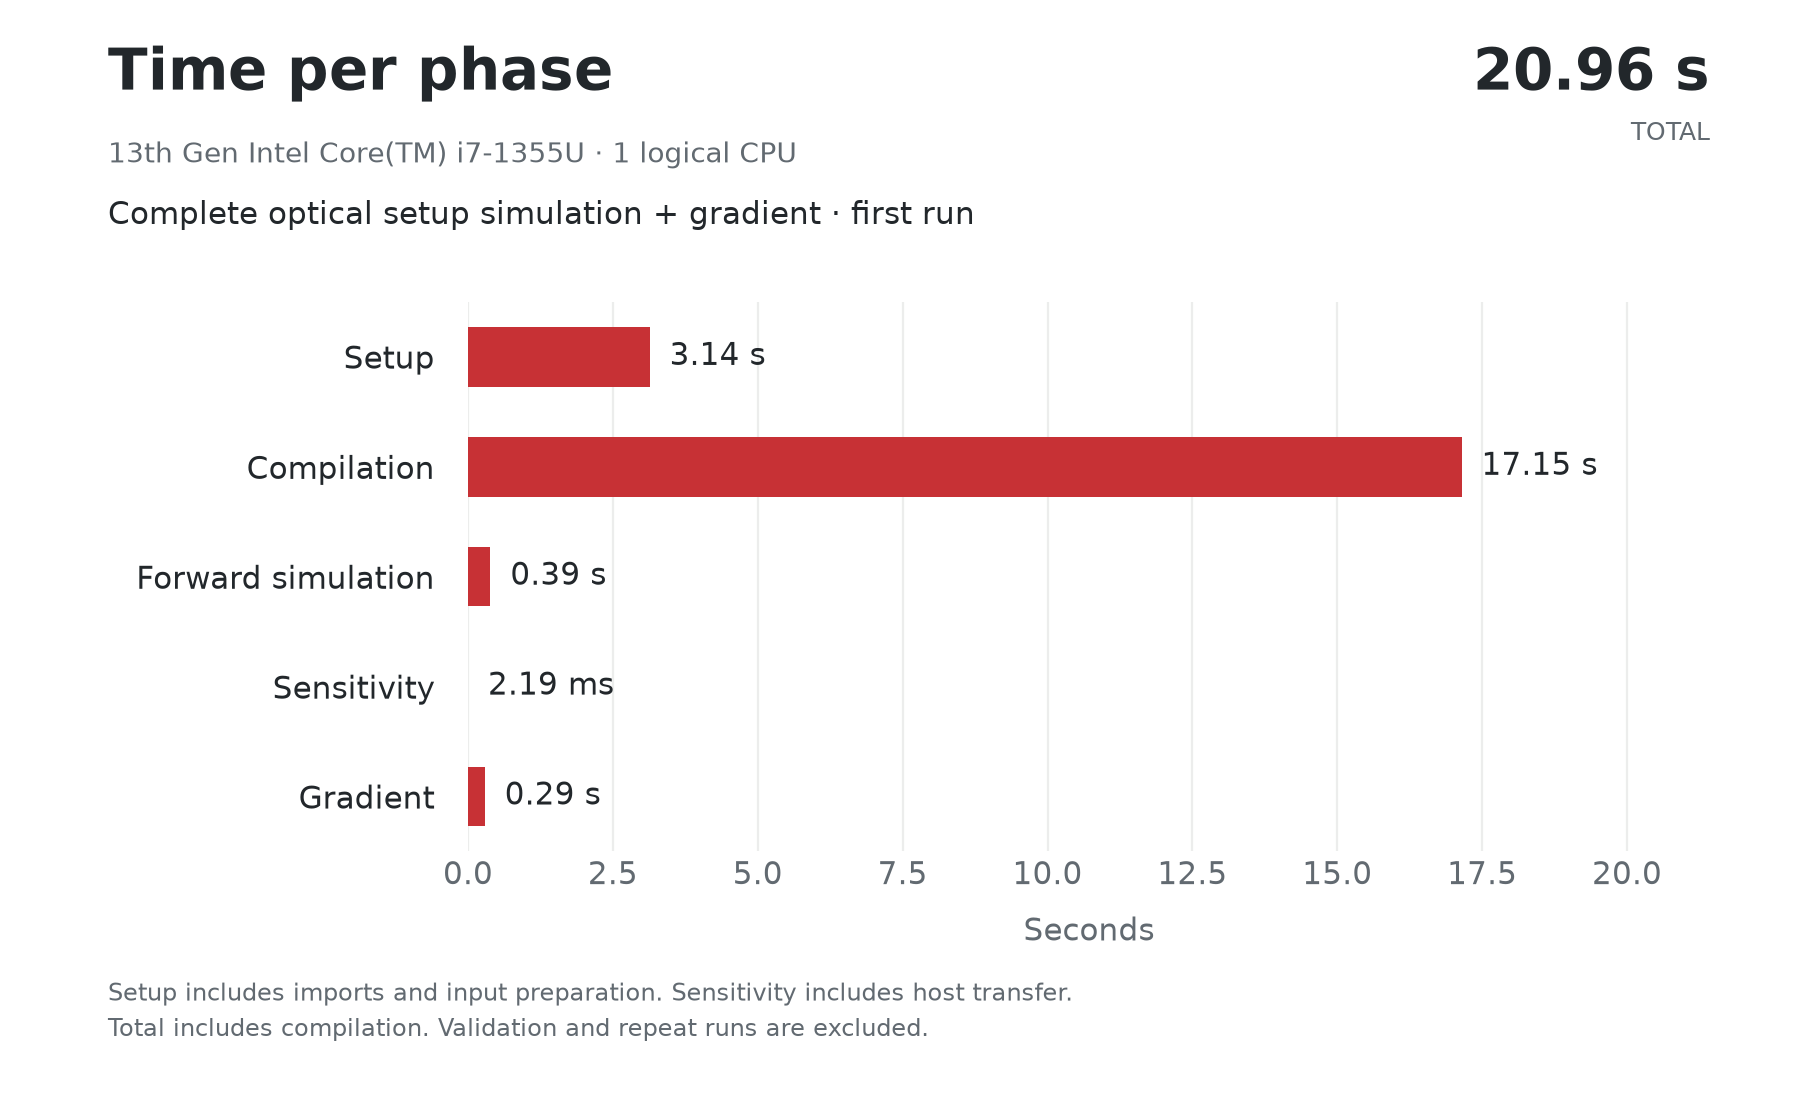 Time per phase
20.96 s
TOTAL
13th Gen Intel Core(TM) i7-1355U · 1 logical CPU
Complete optical setup simulation + gradient · first run
Setup
3.14 s
Compilation
17.15 s
Forward simulation
0.39 s
Sensitivity
2.19 ms
Gradient
0.29 s
0.0 2.5 5.0 7.5 10.0 12.5 15.0 17.5 20.0
Seconds
Setup includes imports and input preparation. Sensitivity includes host transfer.
Total includes compilation. Validation and repeat runs are excluded.